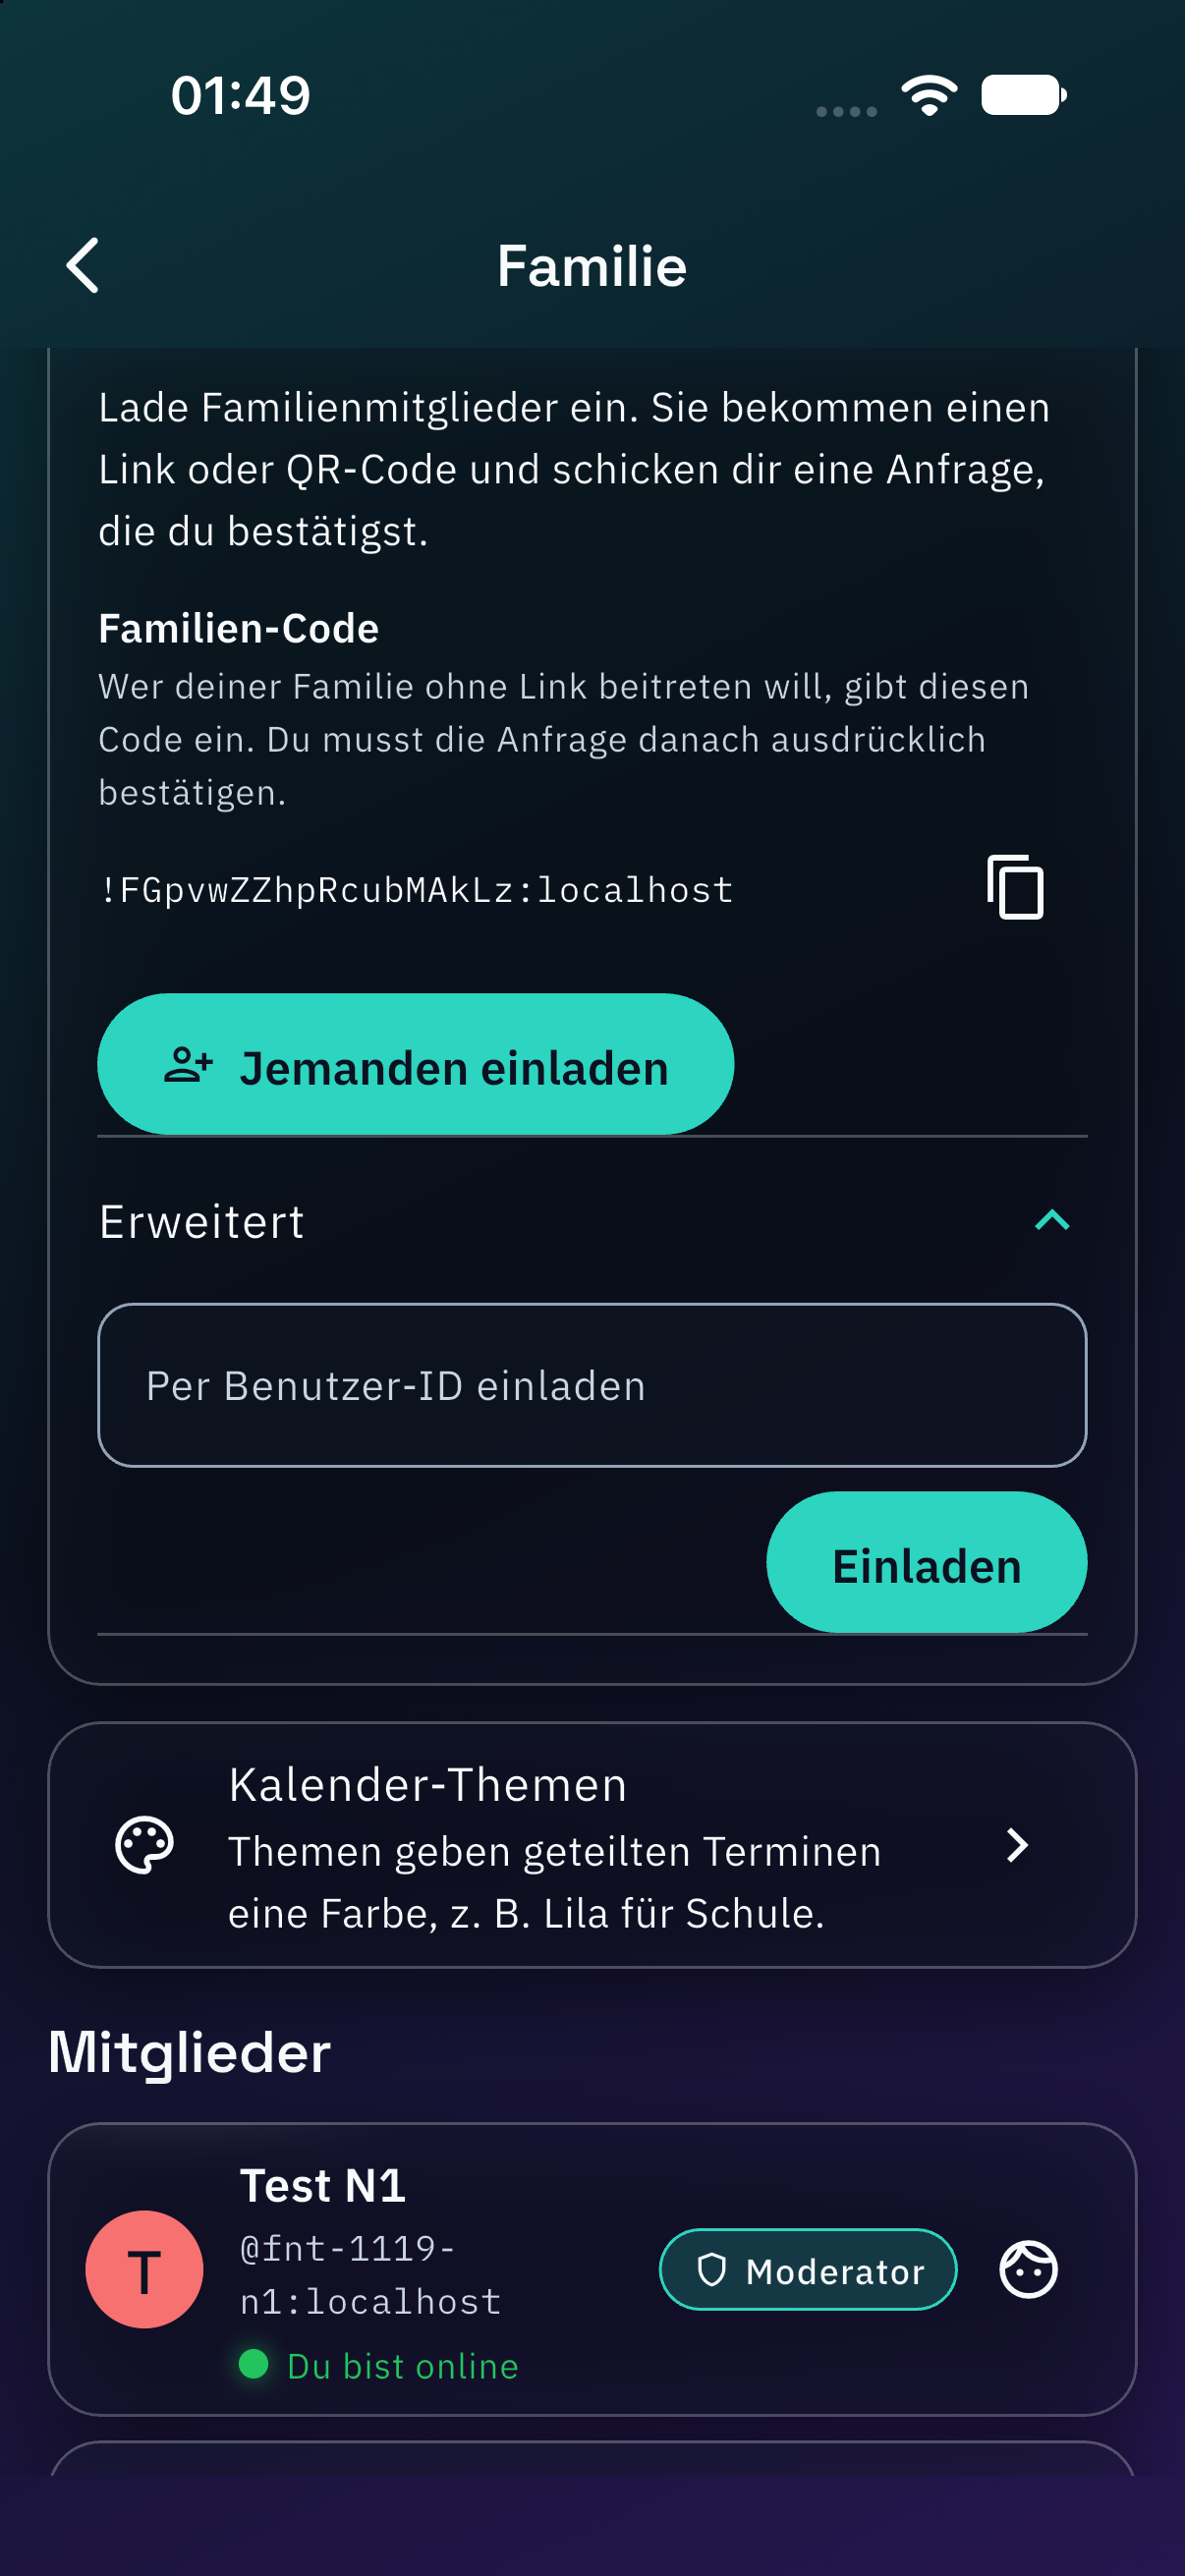 01:49
Familie
Lade Familienmitglieder ein. Sie bekommen einen
Link oder QR-Code und schicken dir eine Anfrage,
die du bestätigst.
Familien-Code
Wer deiner Familie ohne Link beitreten will, gibt diesen
Code ein. Du musst die Anfrage danach ausdrücklich
bestätigen.
!FGpvwZZhpRcubMAkLz:localhost
Jemanden einladen
Erweitert
Per Benutzer-ID einladen
Einladen
Kalender-Themen
Themen geben geteilten Terminen
eine Farbe, z. B. Lila für Schule.
Mitglieder
T
Test N1
@fnt-1119-
n1:localhost
Moderator
Du bist online